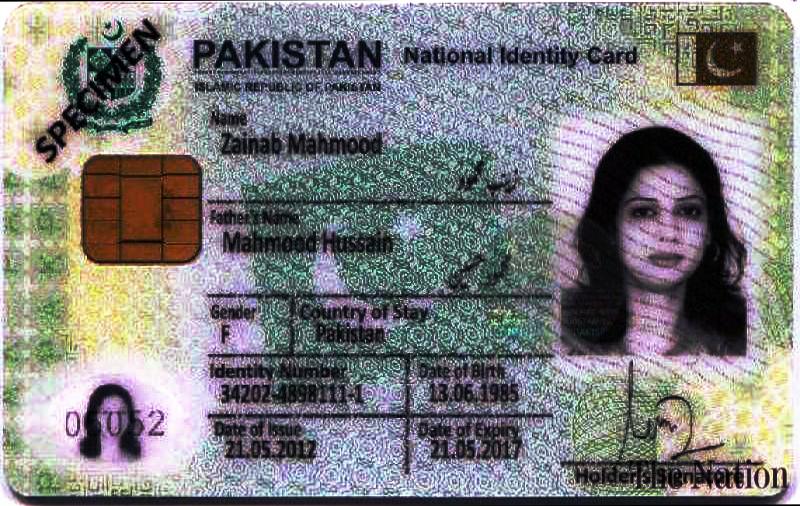 SPECIMEN
PAKISTAN National Identity Card
ISLAMIC REPUBLIC OF PAKISTAN
Name
Zainab Mahmood
زینب محمود
Father's Name
Mahmood Hussain
محمود حسین
Gender Country of Stay
F Pakistan
Identity Number Date of Birth
34202-4898111-1 13.06.1985
Date of Issue Date of Expiry
21.05.2012 21.05.2017
Holder's Signature
The Nation